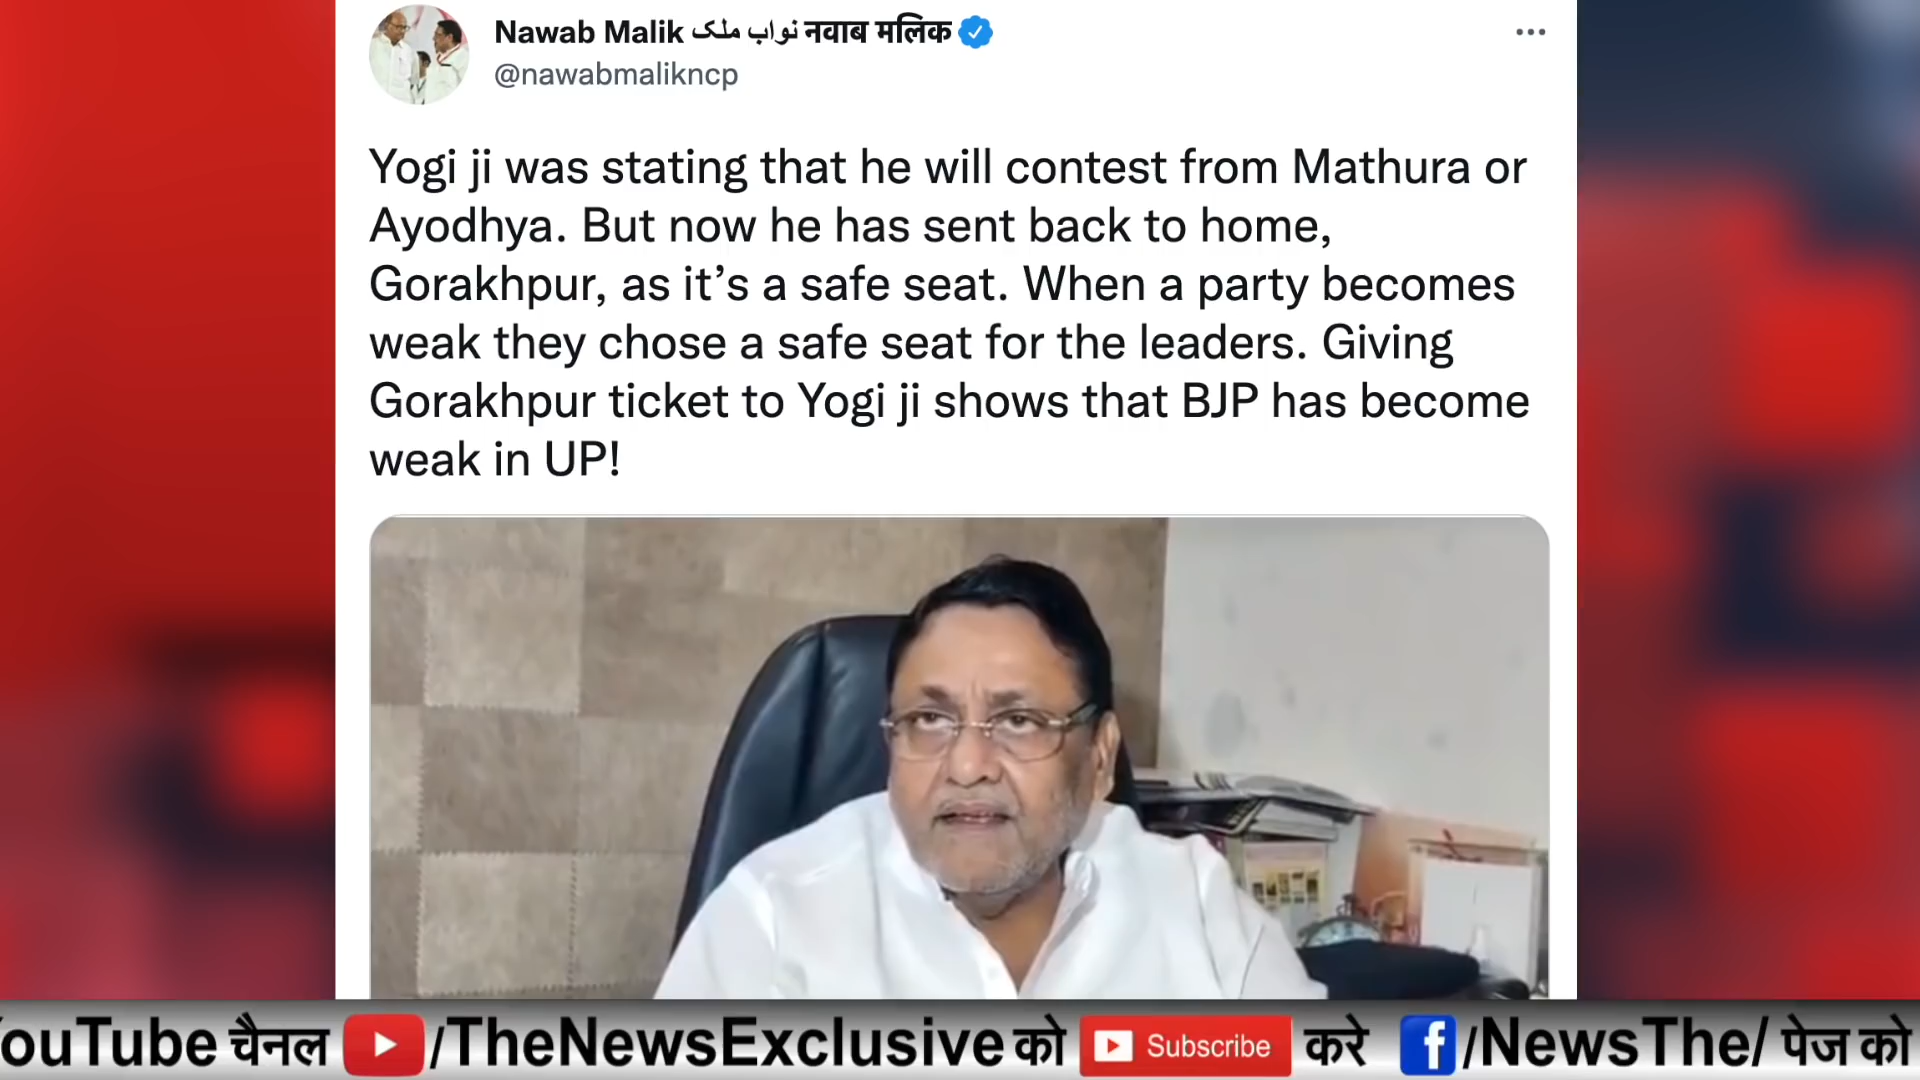 Nawab Malik نواب ملک नवाब मलिक
@nawabmalikncp
Yogi ji was stating that he will contest from Mathura or
Ayodhya. But now he has sent back to home,
Gorakhpur, as it’s a safe seat. When a party becomes
weak they chose a safe seat for the leaders. Giving
Gorakhpur ticket to Yogi ji shows that BJP has become
weak in UP!
ouTube चैनल /TheNewsExclusive को Subscribe करे f /NewsThe/ पेज को